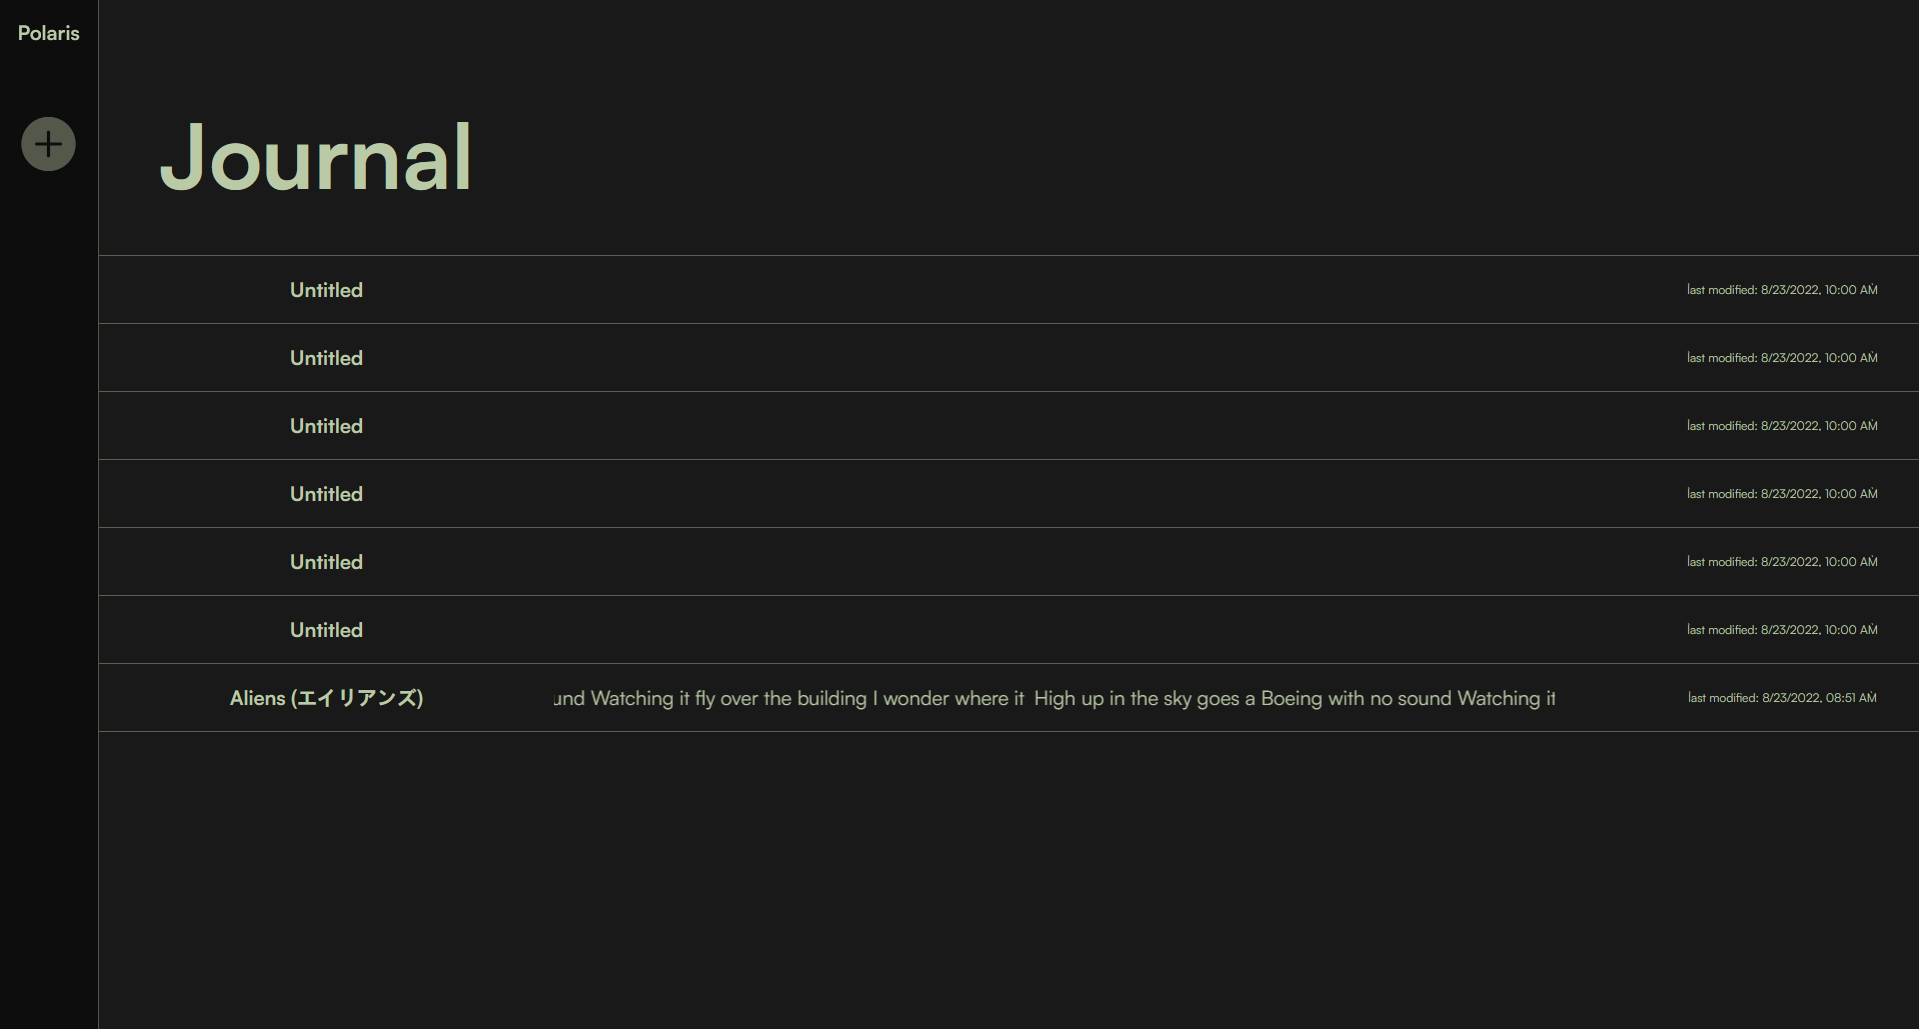 Polaris
Journal
Untitled last modified: 8/23/2022, 10:00 AM
Untitled last modified: 8/23/2022, 10:00 AM
Untitled last modified: 8/23/2022, 10:00 AM
Untitled last modified: 8/23/2022, 10:00 AM
Untitled last modified: 8/23/2022, 10:00 AM
Untitled last modified: 8/23/2022, 10:00 AM
Aliens (エイリアンズ) und Watching it fly over the building I wonder where it High up in the sky goes a Boeing with no sound Watching it last modified: 8/23/2022, 08:51 AM